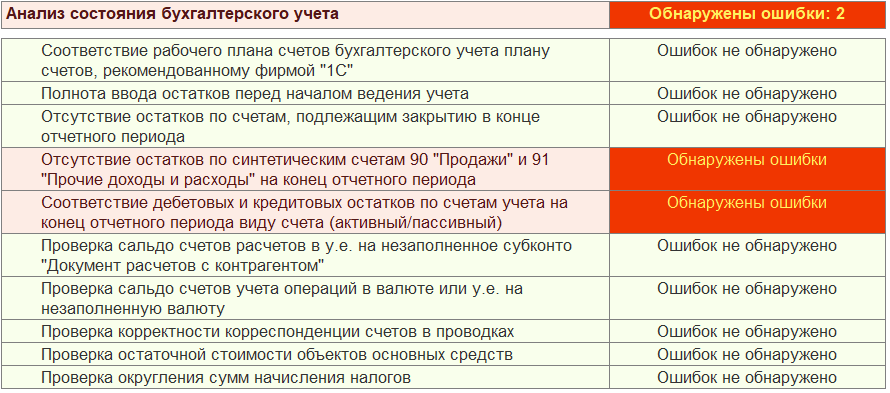 Анализ состояния бухгалтерского учета
Обнаружены ошибки: 2
Соответствие рабочего плана счетов бухгалтерского учета плану
счетов, рекомендованному фирмой "1С"
Ошибок не обнаружено
Полнота ввода остатков перед началом ведения учета
Ошибок не обнаружено
Отсутствие остатков по счетам, подлежащим закрытию в конце
отчетного периода
Ошибок не обнаружено
Отсутствие остатков по синтетическим счетам 90 "Продажи" и 91
"Прочие доходы и расходы" на конец отчетного периода
Обнаружены ошибки
Соответствие дебетовых и кредитовых остатков по счетам учета на
конец отчетного периода виду счета (активный/пассивный)
Обнаружены ошибки
Проверка сальдо счетов расчетов в у.е. на незаполненное субконто
"Документ расчетов с контрагентом"
Ошибок не обнаружено
Проверка сальдо счетов учета операций в валюте или у.е. на
незаполненную валюту
Ошибок не обнаружено
Проверка корректности корреспонденции счетов в проводках
Ошибок не обнаружено
Проверка остаточной стоимости объектов основных средств
Ошибок не обнаружено
Проверка округления сумм начисления налогов
Ошибок не обнаружено